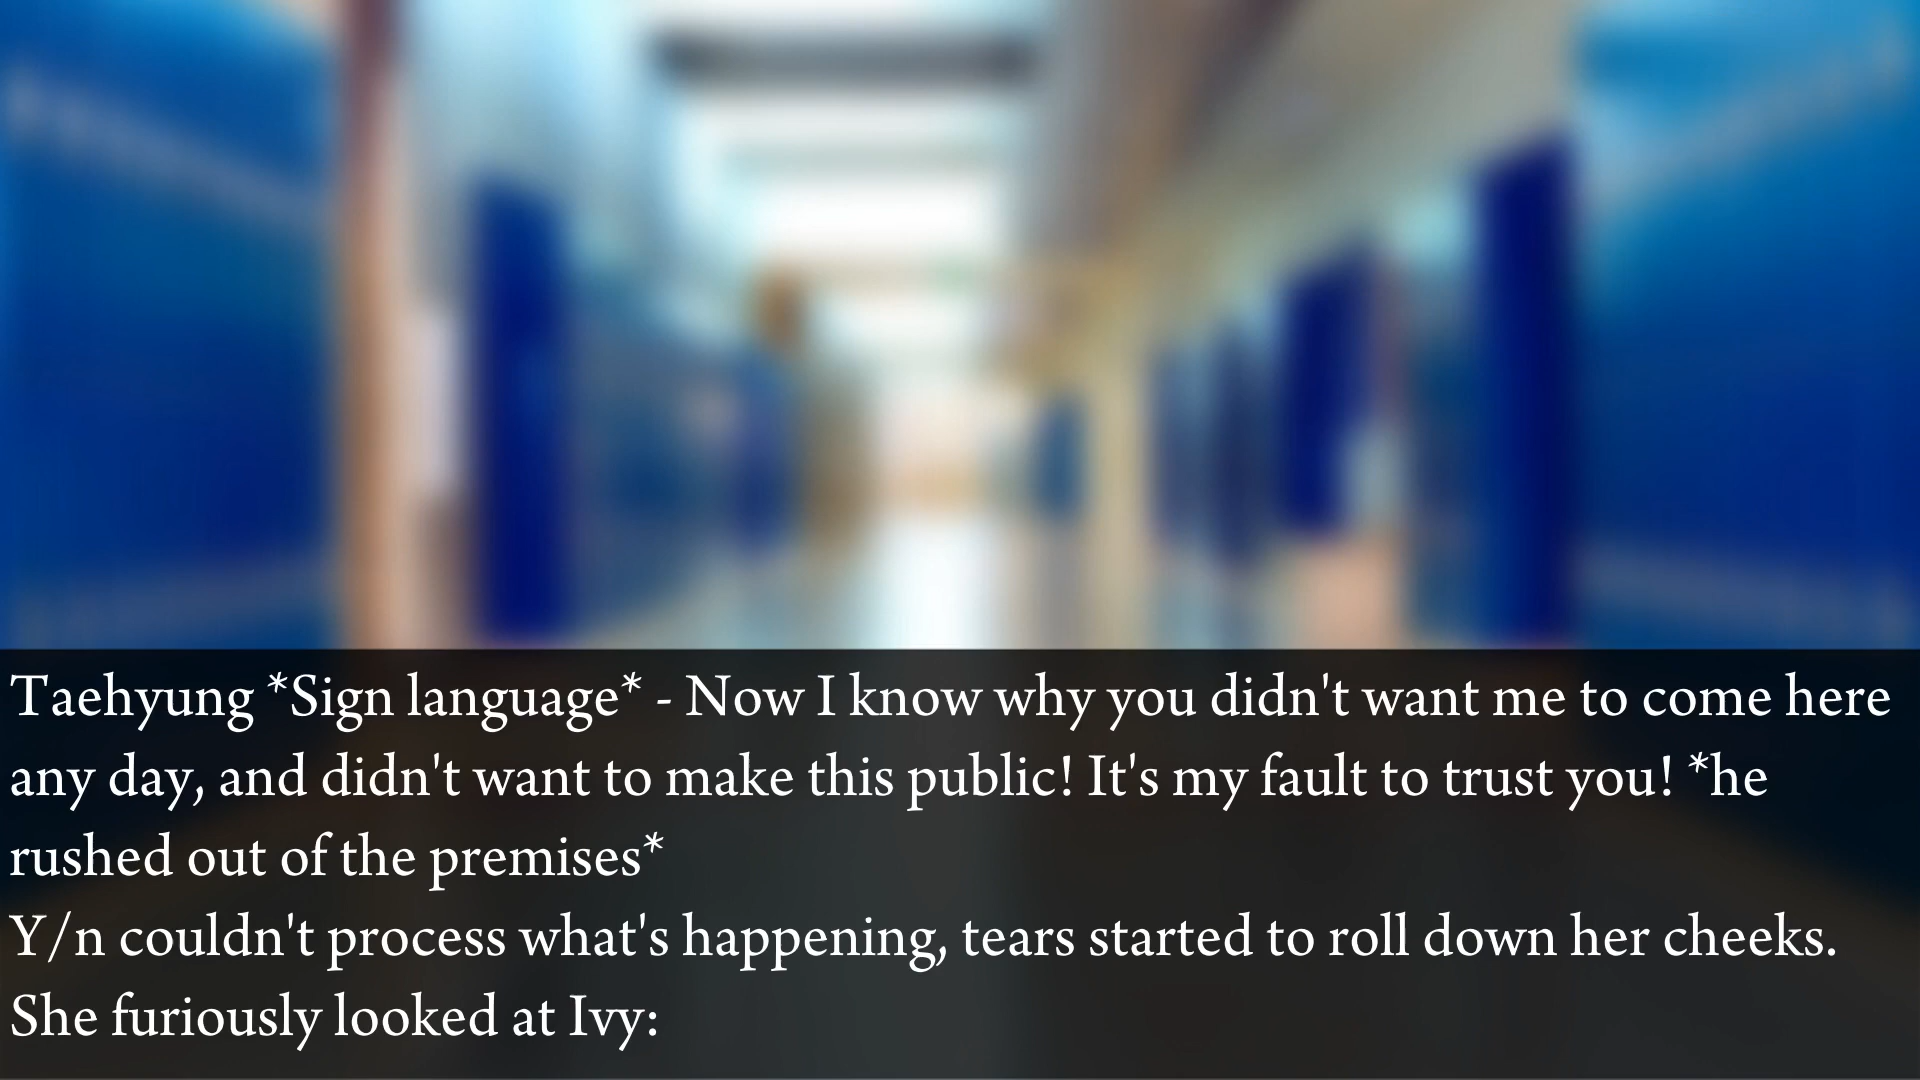 Taehyung *Sign language* - Now I know why you didn't want me to come here
any day, and didn't want to make this public! It's my fault to trust you! *he
rushed out of the premises*
Y/n couldn't process what's happening, tears started to roll down her cheeks.
She furiously looked at Ivy: